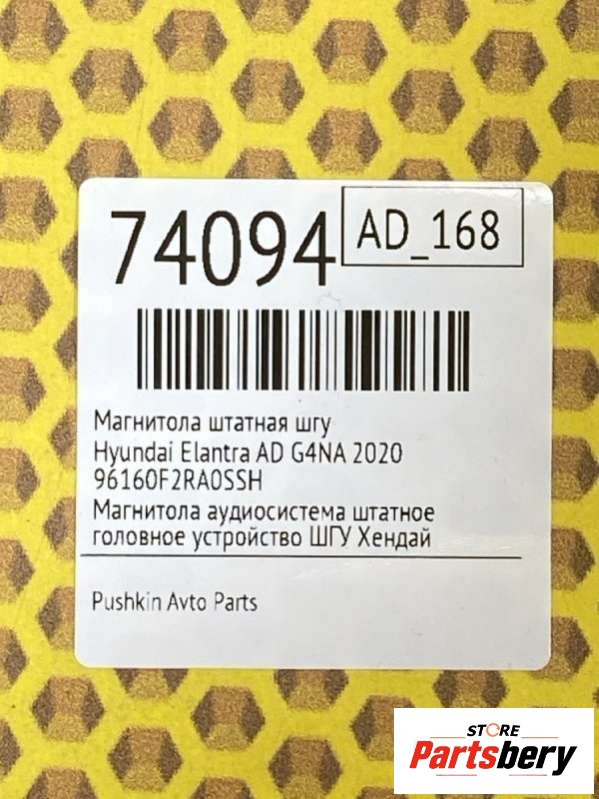 74094
AD_168
Магнитола штатная шгу
Hyundai Elantra AD G4NA 2020
96160F2RA0SSH
Магнитола аудиосистема штатное
головное устройство ШГУ Хендай
Pushkin Avto Parts
STORE
Partsbery